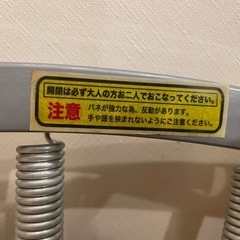 開閉は必ず大人の方お二人でおこなってください。
注意
バネが強力な為、反動があります。
手や頭を挟まれないようにご注意ください。